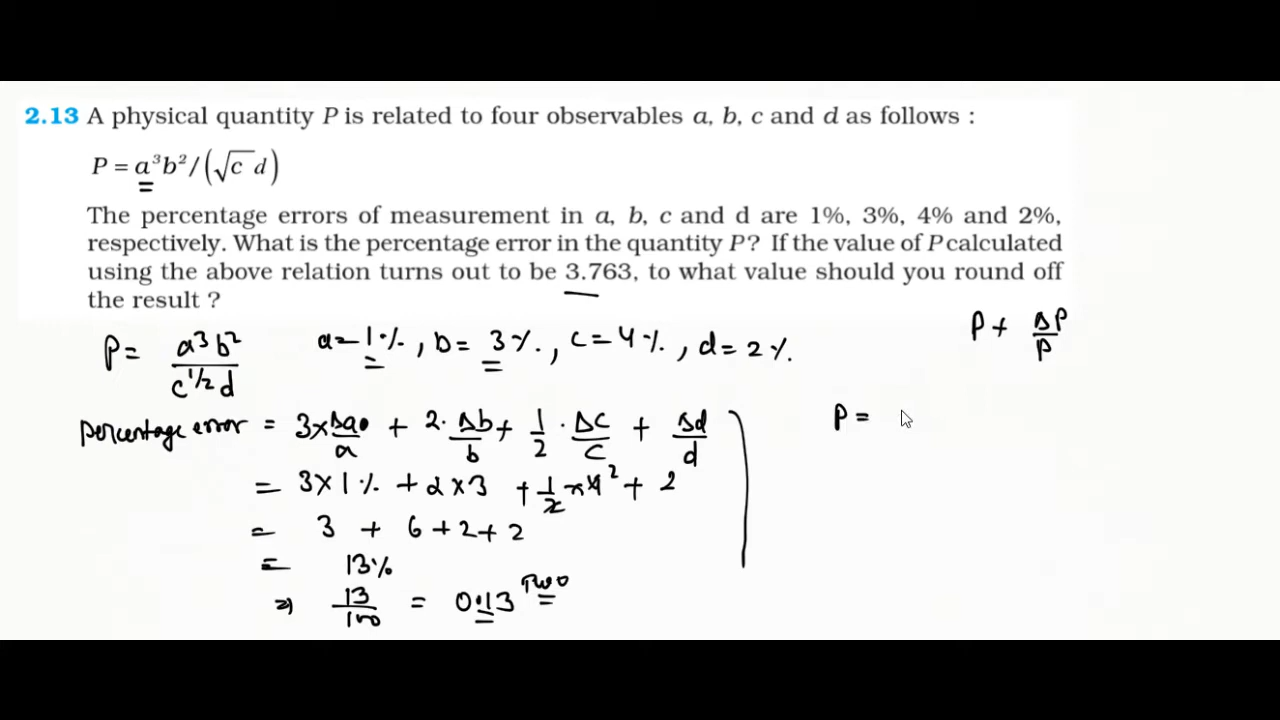 2.13 A physical quantity P is related to four observables a, b, c and d as follows :
P = a³b²/(√c d)
The percentage errors of measurement in a, b, c and d are 1%, 3%, 4% and 2%,
respectively. What is the percentage error in the quantity P? If the value of P calculated
using the above relation turns out to be 3.763, to what value should you round off
the result ?
P = a³b² / c^1/2 d
a=1%, b= 3%, c=4%, d=2%.
P + ΔP/P
percentage error = 3×Δa/a + 2·Δb/b + 1/2·Δc/c + Δd/d
P =
= 3×1% + 2×3 + 1/2×4² + 2
= 3 + 6+2+2
= 13%
⇒ 13/100 = 0.13 Two